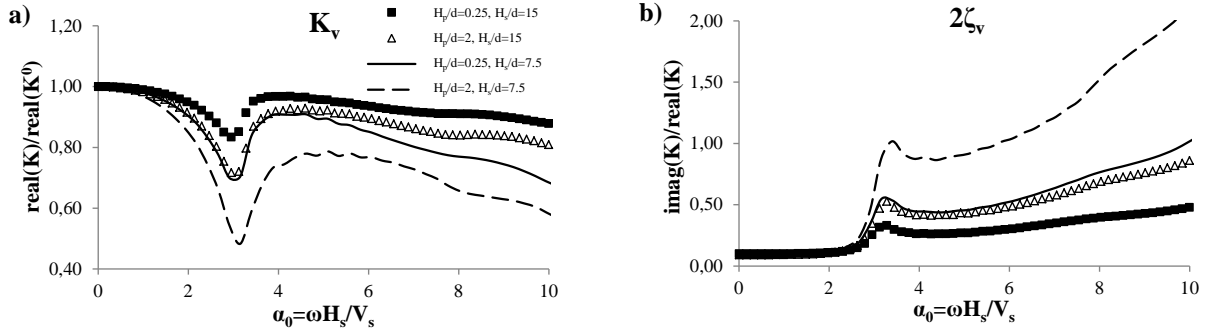 a)
K_v
real(K)/real(K⁰)
1,20
1,00
0,80
0,60
0,40
H_p/d=0.25, H_s/d=15
H_p/d=2, H_s/d=15
H_p/d=0.25, H_s/d=7.5
H_p/d=2, H_s/d=7.5
0 2 4 6 8 10
α₀=ωH_s/V_s
b)
2ζ_v
imag(K)/real(K)
2,00
1,50
1,00
0,50
0,00
0 2 4 6 8 10
α₀=ωH_s/V_s